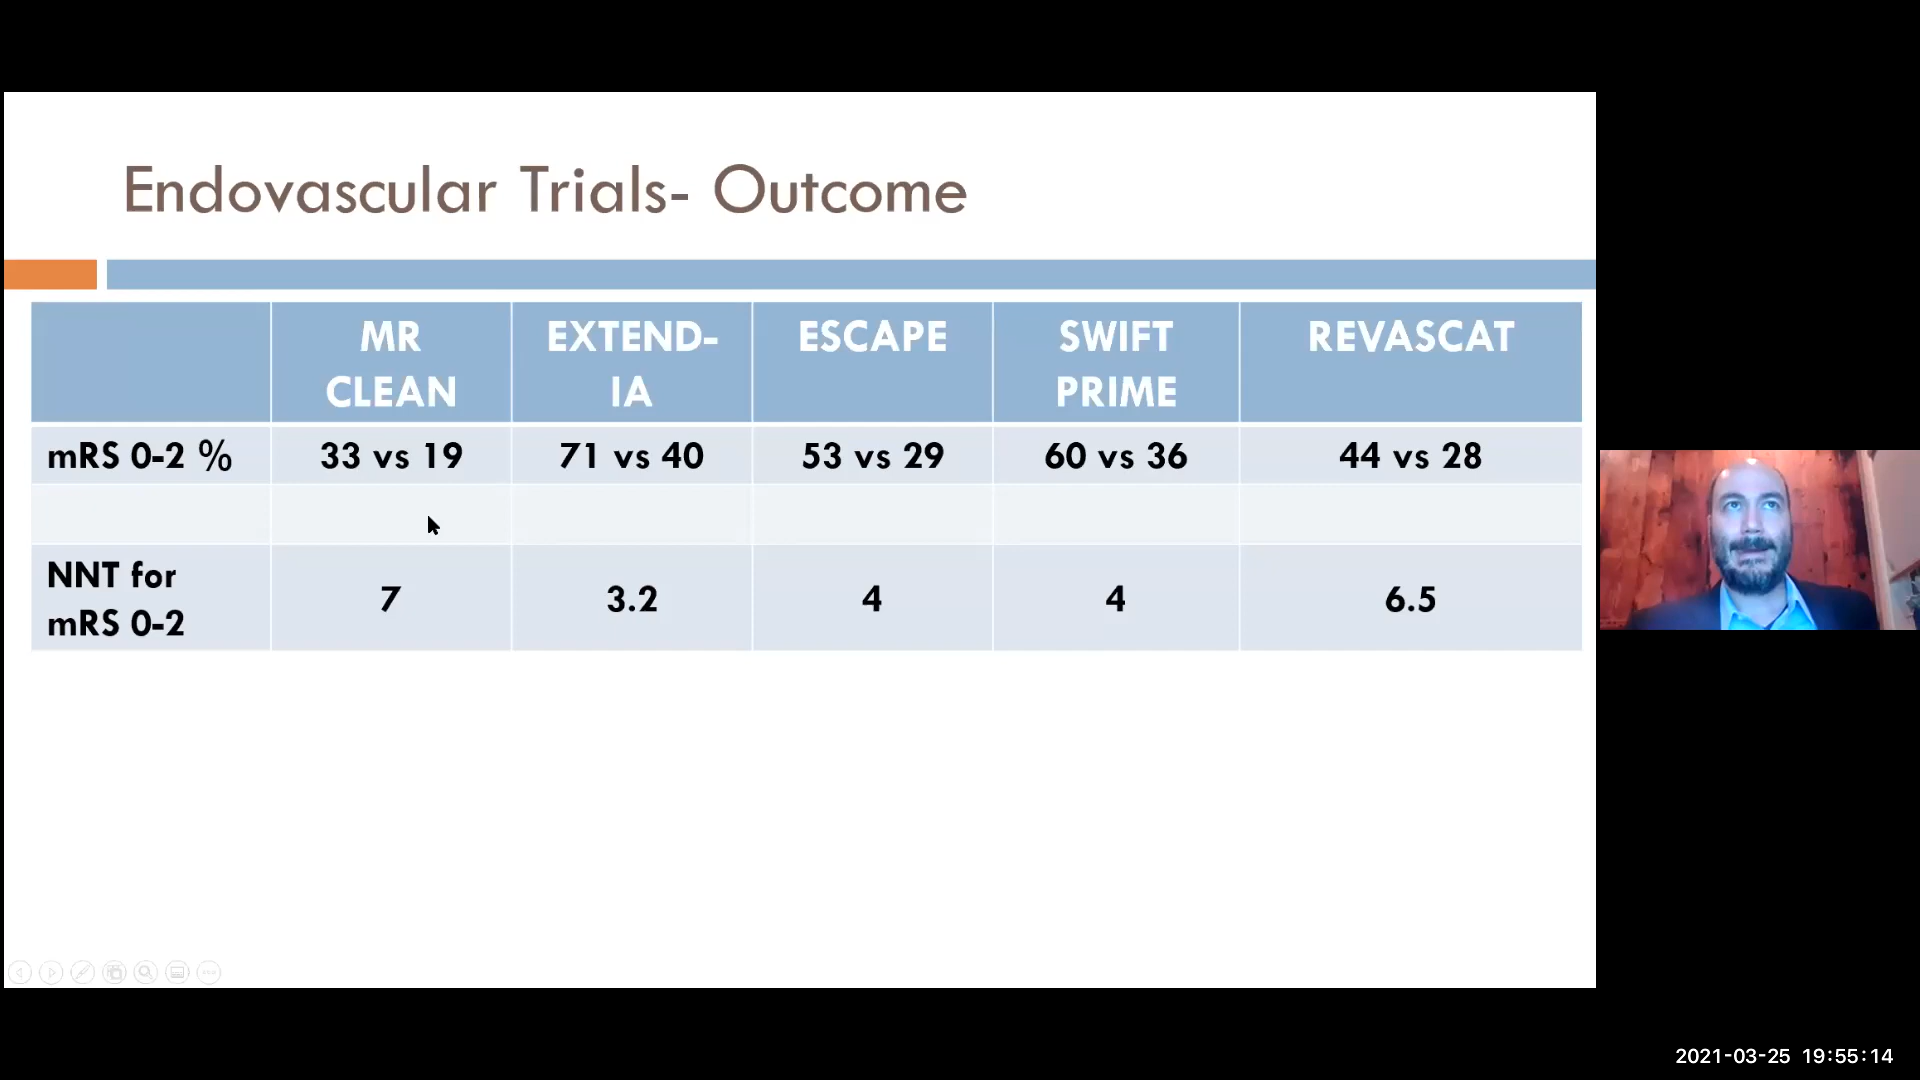 Endovascular Trials- Outcome
MR CLEAN EXTEND-IA ESCAPE SWIFT PRIME REVASCAT
mRS 0-2 % 33 vs 19 71 vs 40 53 vs 29 60 vs 36 44 vs 28
NNT for mRS 0-2 7 3.2 4 4 6.5
2021-03-25 19:55:14